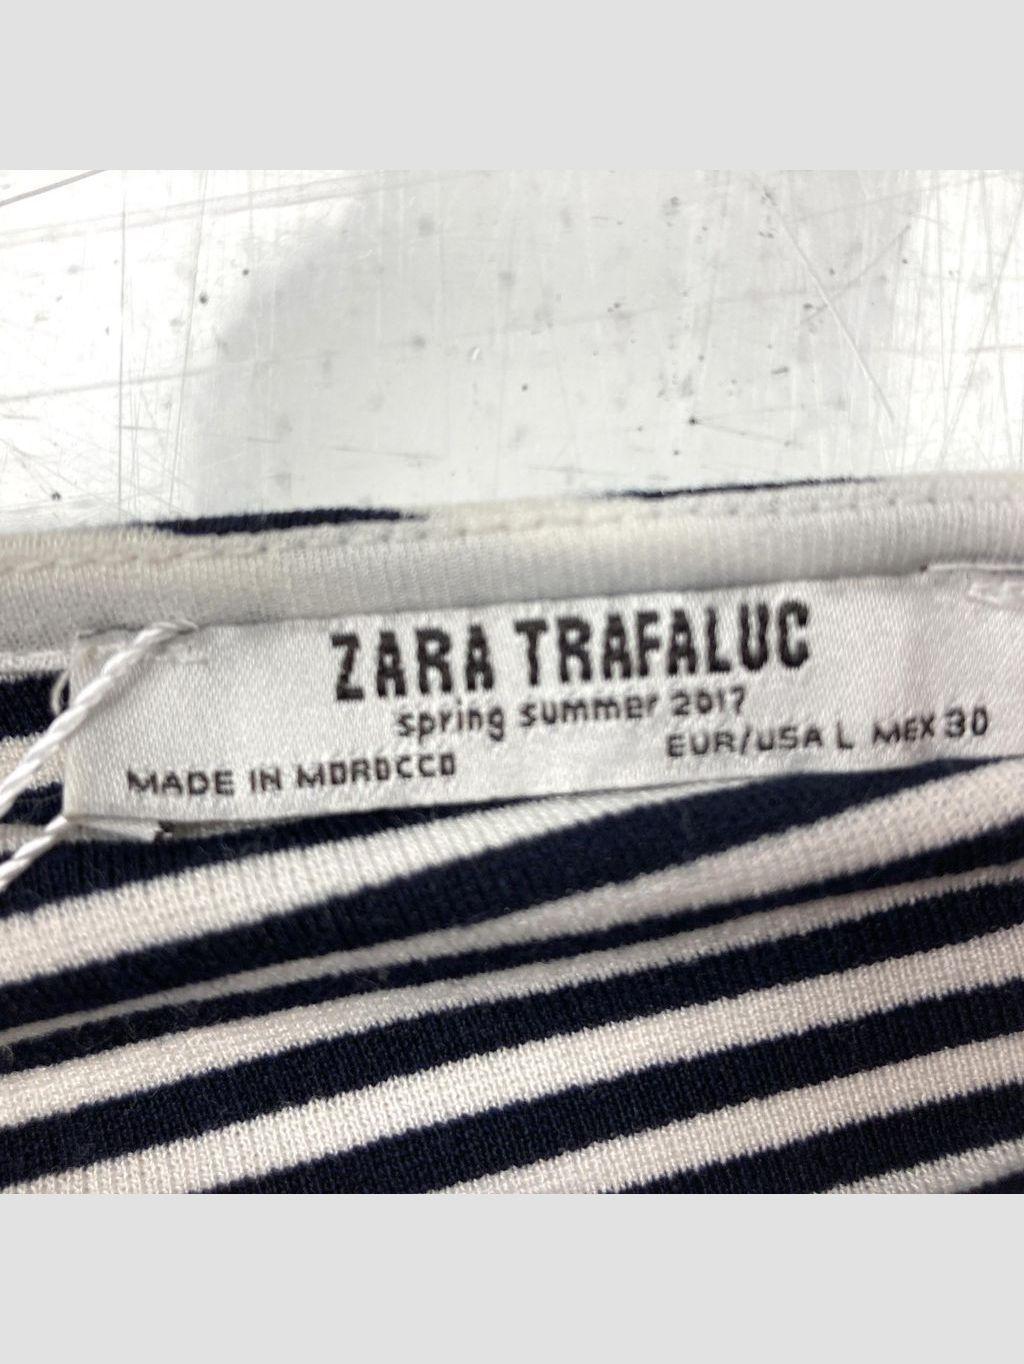 ZARA TRAFALUC
spring summer 2017
MADE IN MOROCCO
EUR/USA L MEX 30